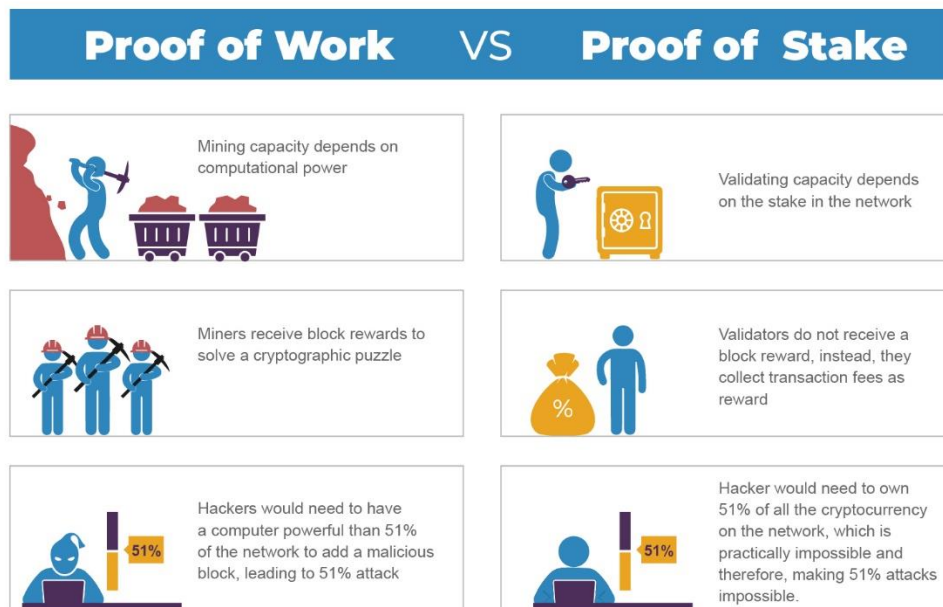 Proof of Work VS Proof of Stake
Mining capacity depends on
computational power
Validating capacity depends
on the stake in the network
Miners receive block rewards to
solve a cryptographic puzzle
%
Validators do not receive a
block reward, instead, they
collect transaction fees as
reward
51%
Hackers would need to have
a computer powerful than 51%
of the network to add a malicious
block, leading to 51% attack
51%
Hacker would need to own
51% of all the cryptocurrency
on the network, which is
practically impossible and
therefore, making 51% attacks
impossible.